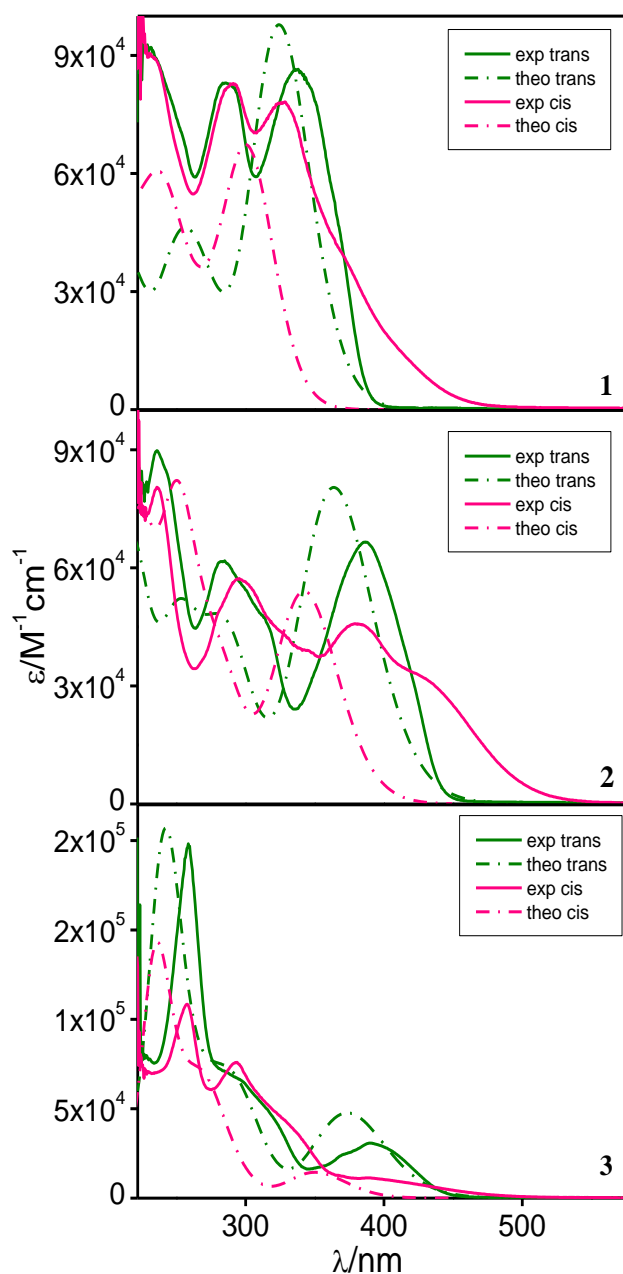 9x10⁴
6x10⁴
3x10⁴
0
exp trans
theo trans
exp cis
theo cis
1
9x10⁴
6x10⁴
3x10⁴
0
exp trans
theo trans
exp cis
theo cis
2
ε/M⁻¹cm⁻¹
2x10⁵
2x10⁵
1x10⁵
5x10⁴
0
exp trans
theo trans
exp cis
theo cis
3
300 400 500
λ/nm